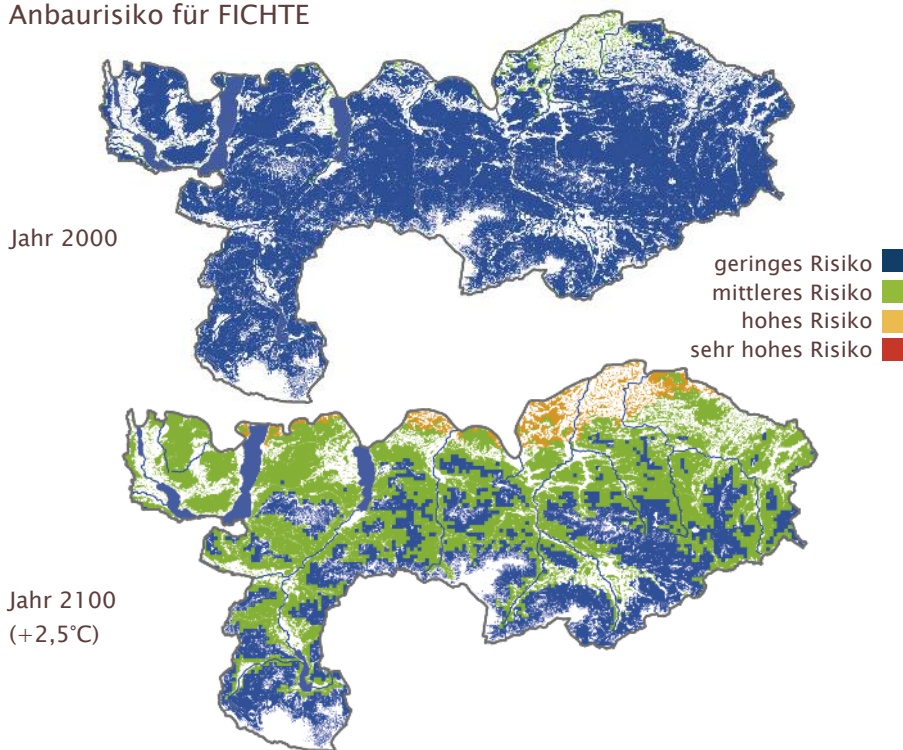 Anbaurisiko für FICHTE
Jahr 2000
geringes Risiko
mittleres Risiko
hohes Risiko
sehr hohes Risiko
Jahr 2100
(+2,5°C)